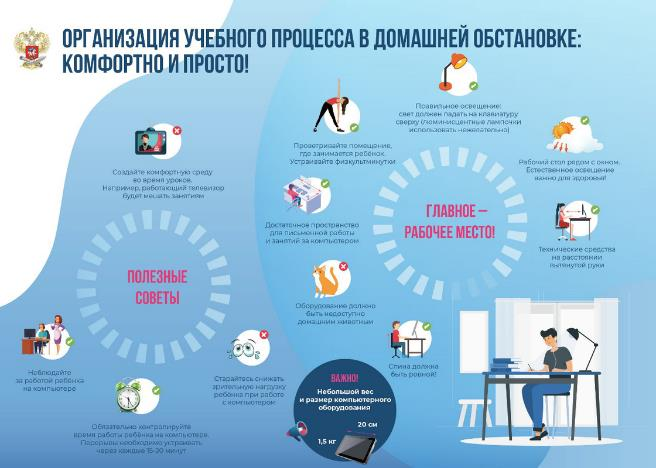 ОРГАНИЗАЦИЯ УЧЕБНОГО ПРОЦЕССА В ДОМАШНЕЙ ОБСТАНОВКЕ:
КОМФОРТНО И ПРОСТО!
Правильное освещение:
свет должен падать на клавиатуру
сверху (люминисцентные лампочки
использовать нежелательно)
Проветривайте помещение,
где занимается ребёнок.
Устраивайте физкультминутки
Рабочий стол рядом с окном.
Естественное освещение
важно для здоровья!
Создайте комфортную среду
во время уроков.
Например, работающий телевизор
будет мешать занятиям
Достаточное пространство
для письменной работы
и занятий за компьютером
ГЛАВНОЕ –
РАБОЧЕЕ МЕСТО!
Технические средства
на расстоянии
вытянутой руки
ПОЛЕЗНЫЕ
СОВЕТЫ
Оборудование должно
быть недоступно
домашним животным
Спина должна
быть ровной!
Наблюдайте
за работой ребёнка
на компьютере
Старайтесь снижать
зрительную нагрузку
ребёнка при работе
с компьютером
ВАЖНО!
Небольшой вес
и размер компьютерного
оборудования
20 см
1,5 кг
Обязательно контролируйте
время работы ребёнка на компьютере.
Перерывы необходимо устраивать
через каждые 15-30 минут